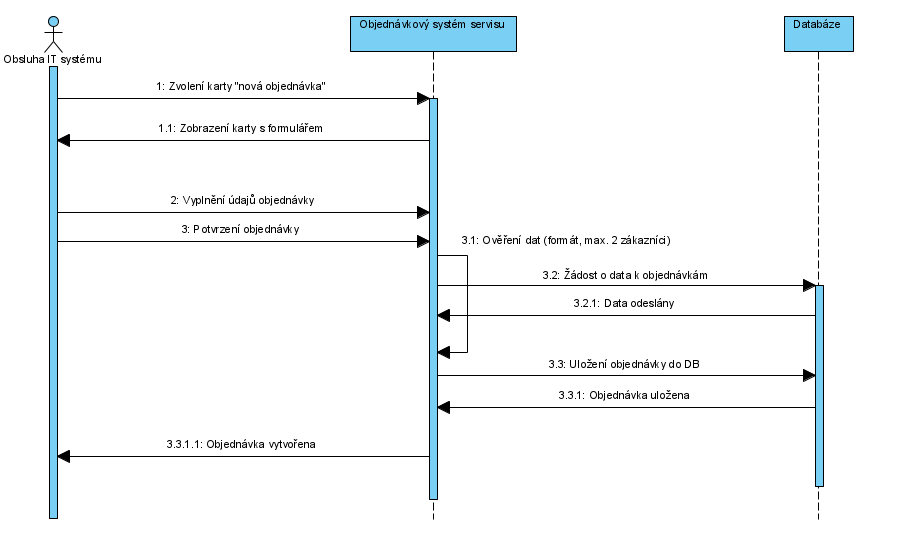 Objednávkový systém servisu
Databáze
Obsluha IT systému
1: Zvolení karty "nová objednávka"
1.1: Zobrazení karty s formulářem
2: Vyplnění údajů objednávky
3: Potvrzení objednávky
3.1: Ověření dat (formát, max. 2 zákazníci)
3.2: Žádost o data k objednávkám
3.2.1: Data odeslány
3.3: Uložení objednávky do DB
3.3.1: Objednávka uložena
3.3.1.1: Objednávka vytvořena